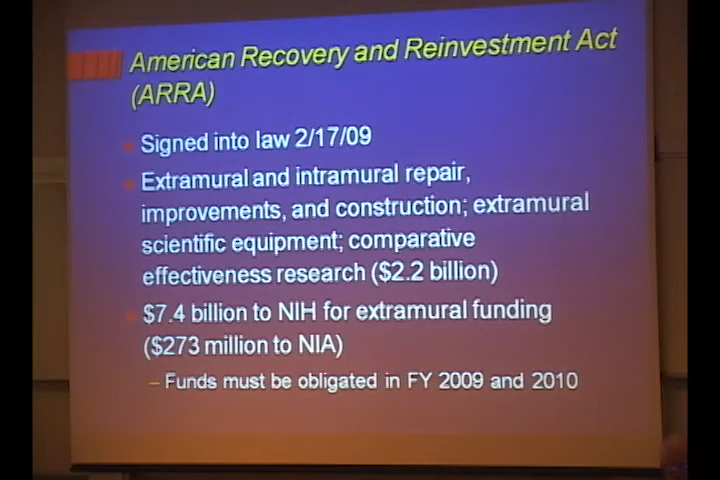 American Recovery and Reinvestment Act
(ARRA)
Signed into law 2/17/09
Extramural and intramural repair,
improvements, and construction; extramural
scientific equipment; comparative
effectiveness research ($2.2 billion)
$7.4 billion to NIH for extramural funding
($273 million to NIA)
– Funds must be obligated in FY 2009 and 2010